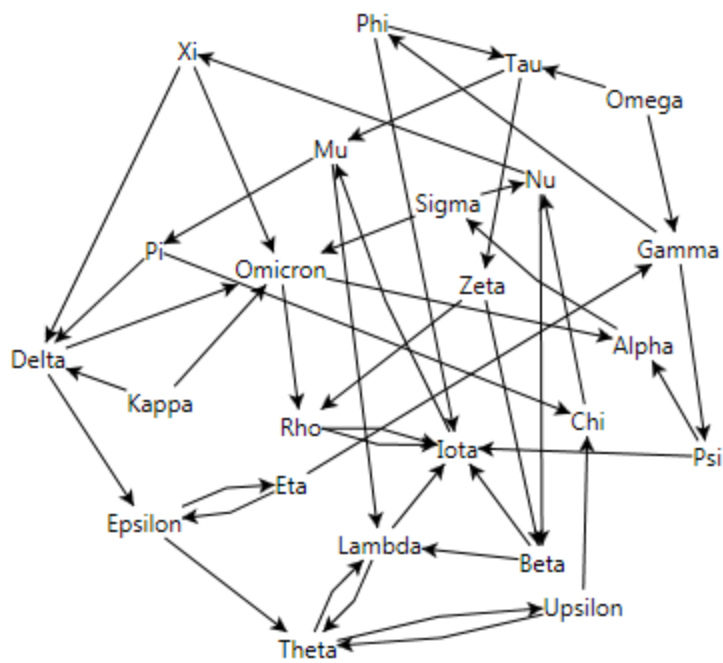 Phi
Xi
Tau
Omega
Mu
Nu
Sigma
Pi
Gamma
Omicron
Zeta
Alpha
Delta
Kappa
Chi
Rho
Iota
Psi
Eta
Epsilon
Lambda
Beta
Upsilon
Theta